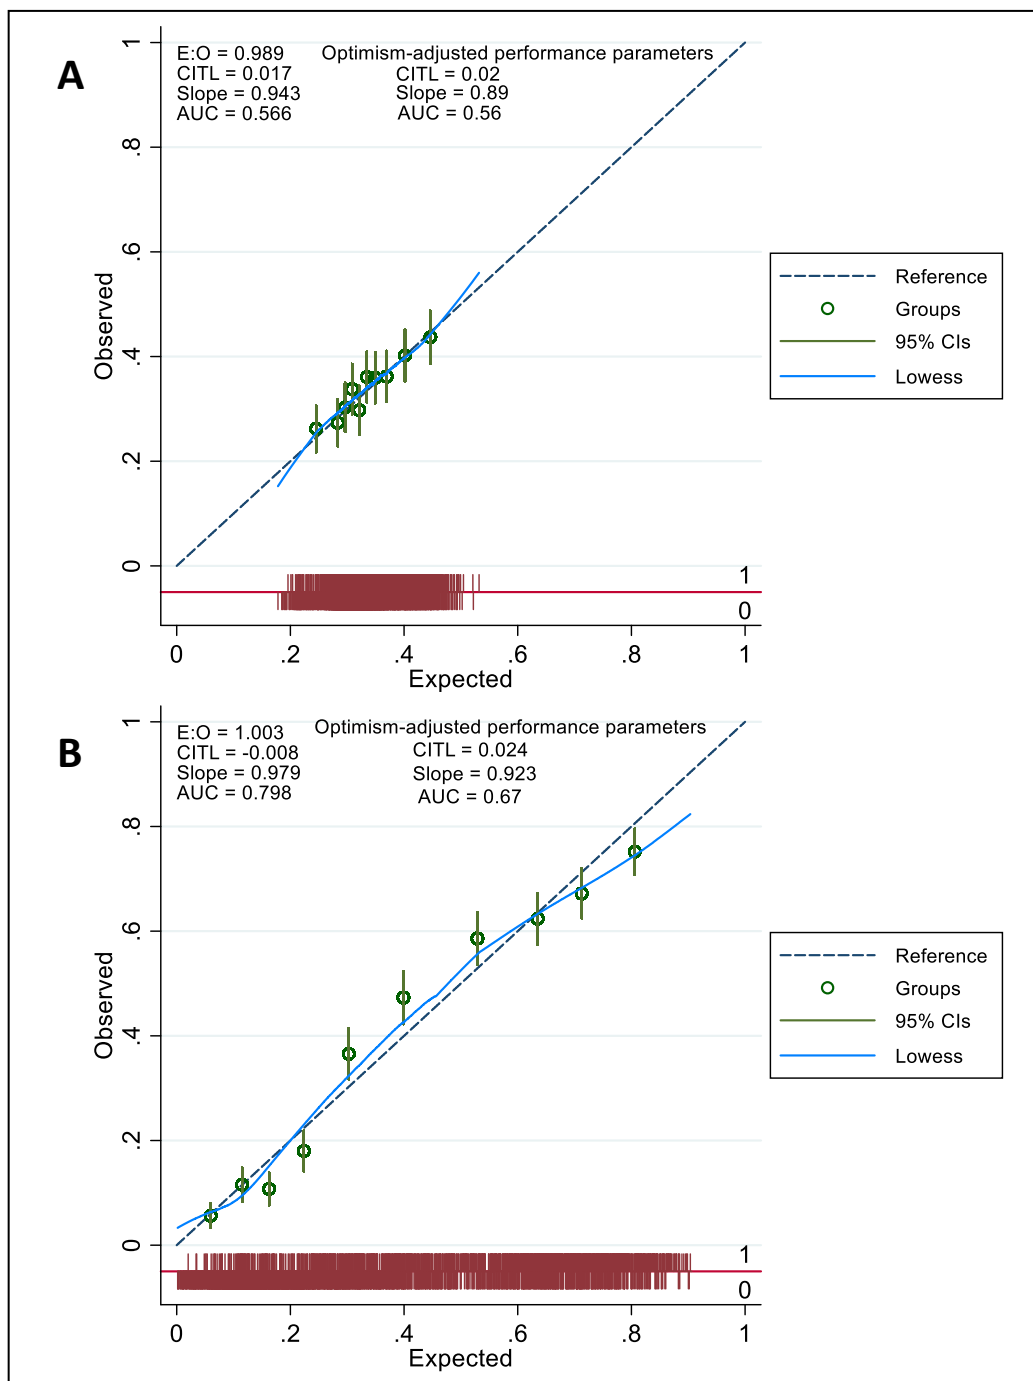 A
E:O = 0.989
CITL = 0.017
Slope = 0.943
AUC = 0.566
Optimism-adjusted performance parameters
CITL = 0.02
Slope = 0.89
AUC = 0.56
1
.8
.6
.4
.2
0
Observed
1
0
0 .2 .4 .6 .8 1
Expected
Reference
Groups
95% CIs
Lowess
B
E:O = 1.003
CITL = -0.008
Slope = 0.979
AUC = 0.798
Optimism-adjusted performance parameters
CITL = 0.024
Slope = 0.923
AUC = 0.67
1
.8
.6
.4
.2
0
Observed
1
0
0 .2 .4 .6 .8 1
Expected
Reference
Groups
95% CIs
Lowess